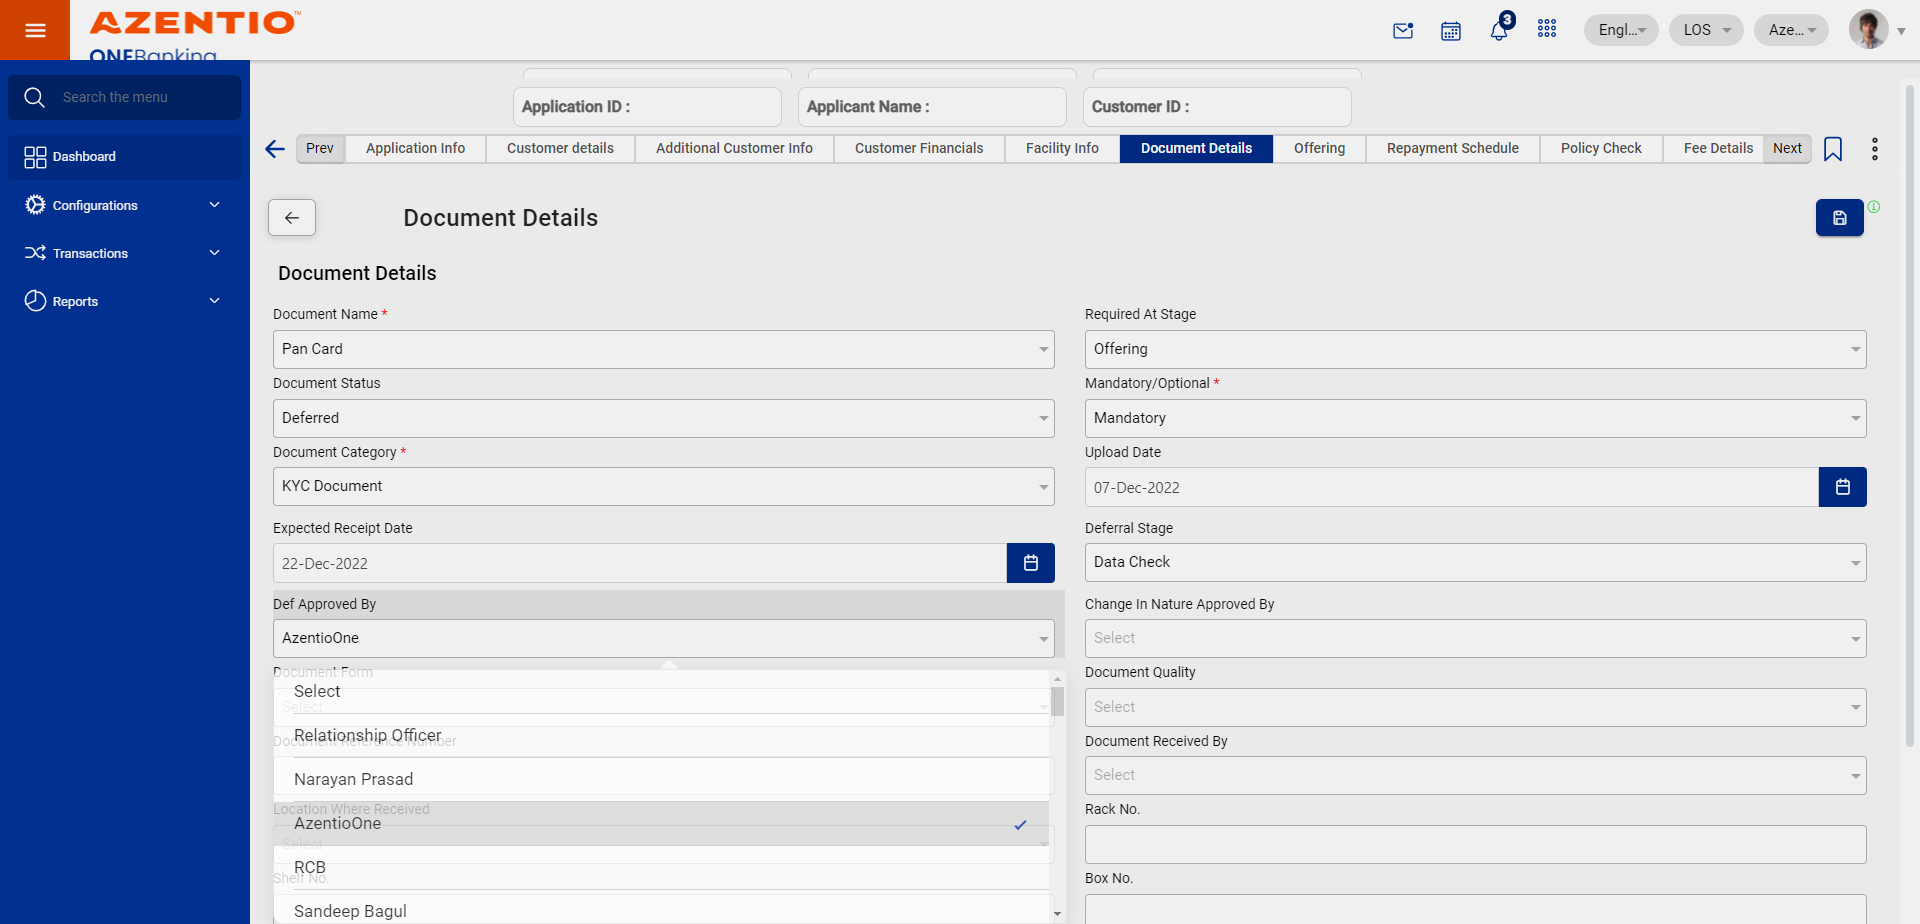 AZENTIO™
ONEBanking
3
Engl...
LOS
Aze...
Search the menu
Dashboard
Configurations
Transactions
Reports
Application ID :
Applicant Name :
Customer ID :
Prev
Application Info
Customer details
Additional Customer Info
Customer Financials
Facility Info
Document Details
Offering
Repayment Schedule
Policy Check
Fee Details
Next
Document Details
Document Details
Document Name *
Pan Card
Required At Stage
Offering
Document Status
Deferred
Mandatory/Optional *
Mandatory
Document Category *
KYC Document
Upload Date
07-Dec-2022
Expected Receipt Date
22-Dec-2022
Deferral Stage
Data Check
Def Approved By
AzentioOne
Change In Nature Approved By
Select
Document Form
Select
Select
Document Quality
Select
Relationship Officer
Document Reference Number
Document Received By
Select
Narayan Prasad
Location Where Received
AzentioOne
Select
Rack No.
RCB
Shelf No.
Box No.
Sandeep Bagul